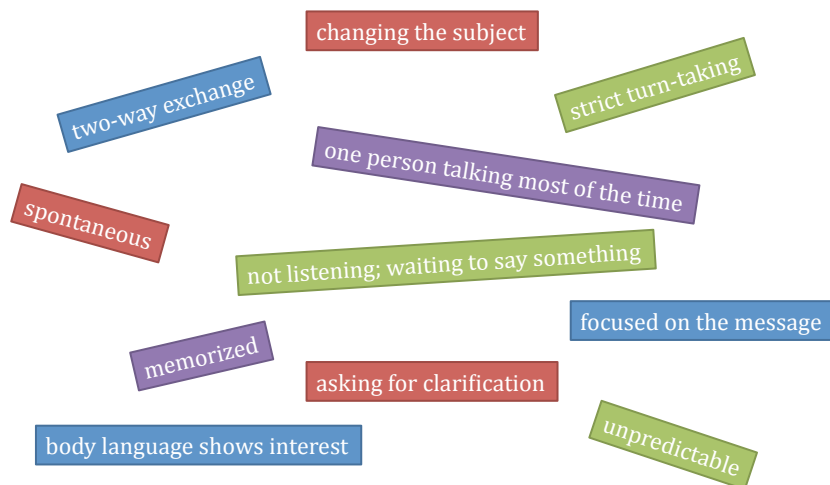 changing the subject
strict turn-taking
two-way exchange
one person talking most of the time
spontaneous
not listening; waiting to say something
focused on the message
memorized
asking for clarification
body language shows interest
unpredictable